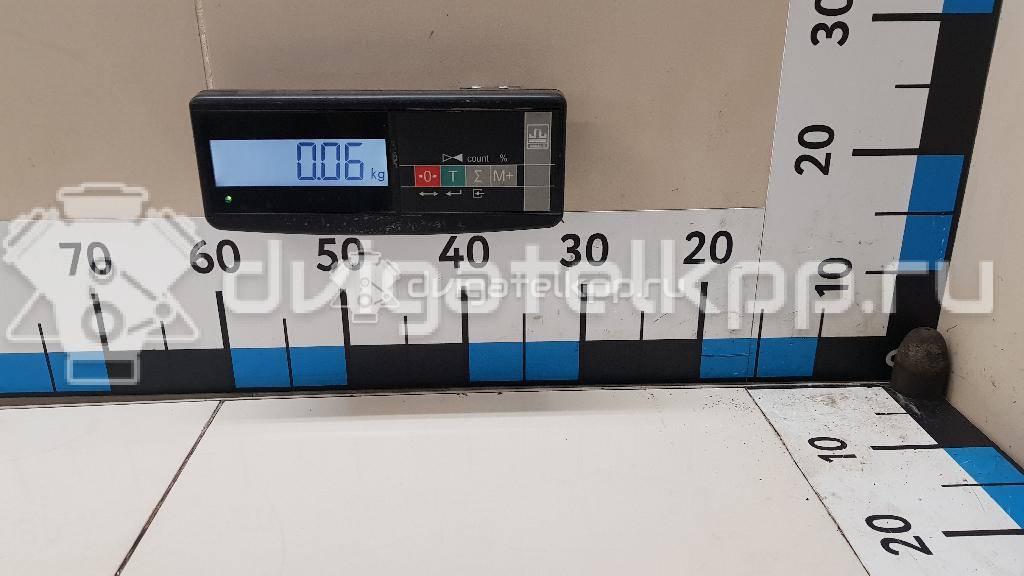 30
0.06 kg
count %
•0• T Σ M+
20
70 60 50 40 30 20
10
dvigatelkpp.ru
dvigatelkpp.ru
10
20